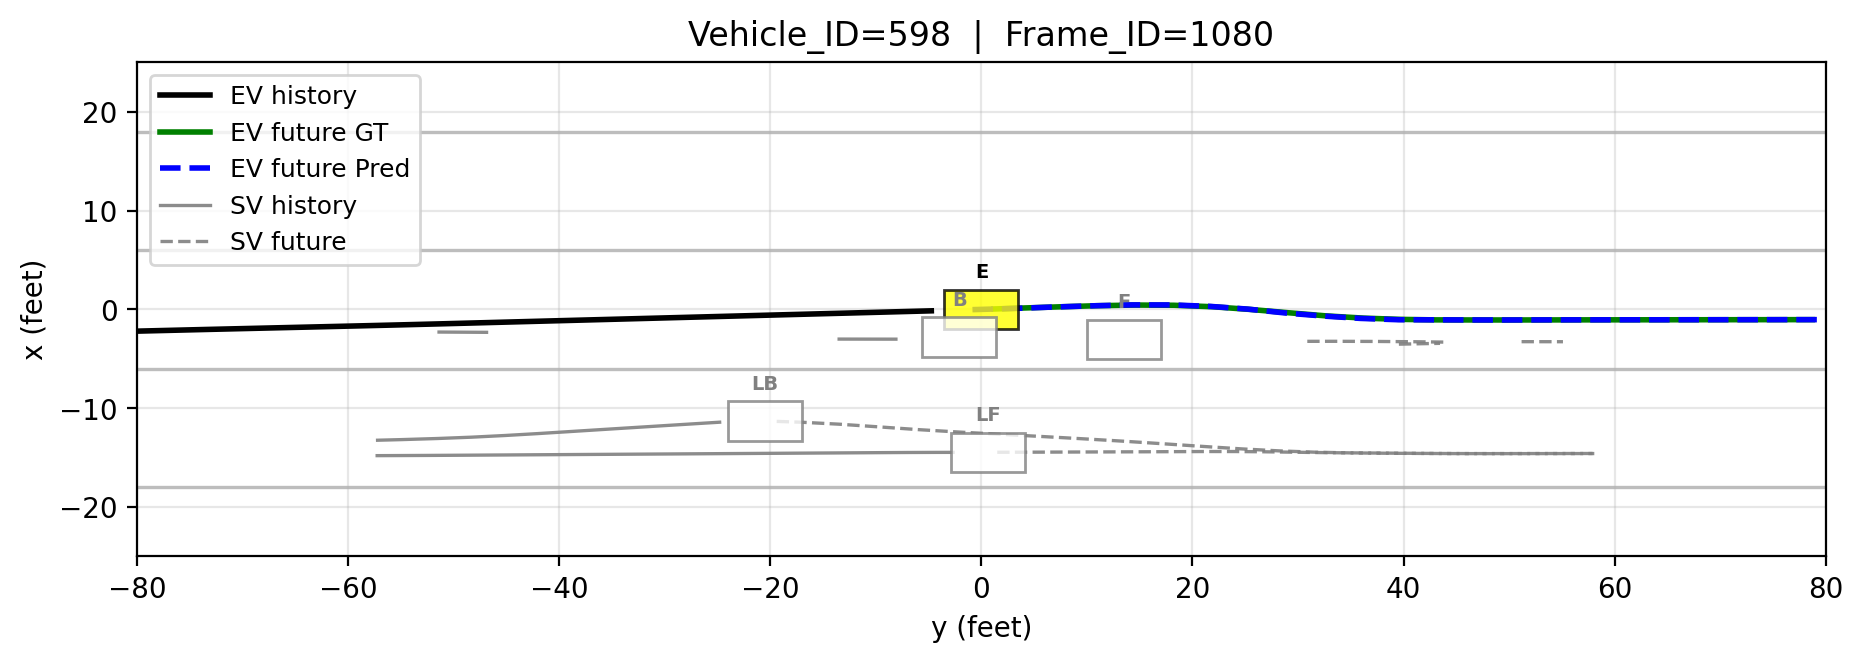 Vehicle_ID=598 | Frame_ID=1080
EV history
EV future GT
EV future Pred
SV history
SV future
x (feet)
20
10
0
−10
−20
E
B
F
LB
LF
−80
−60
−40
−20
0
20
40
60
80
y (feet)